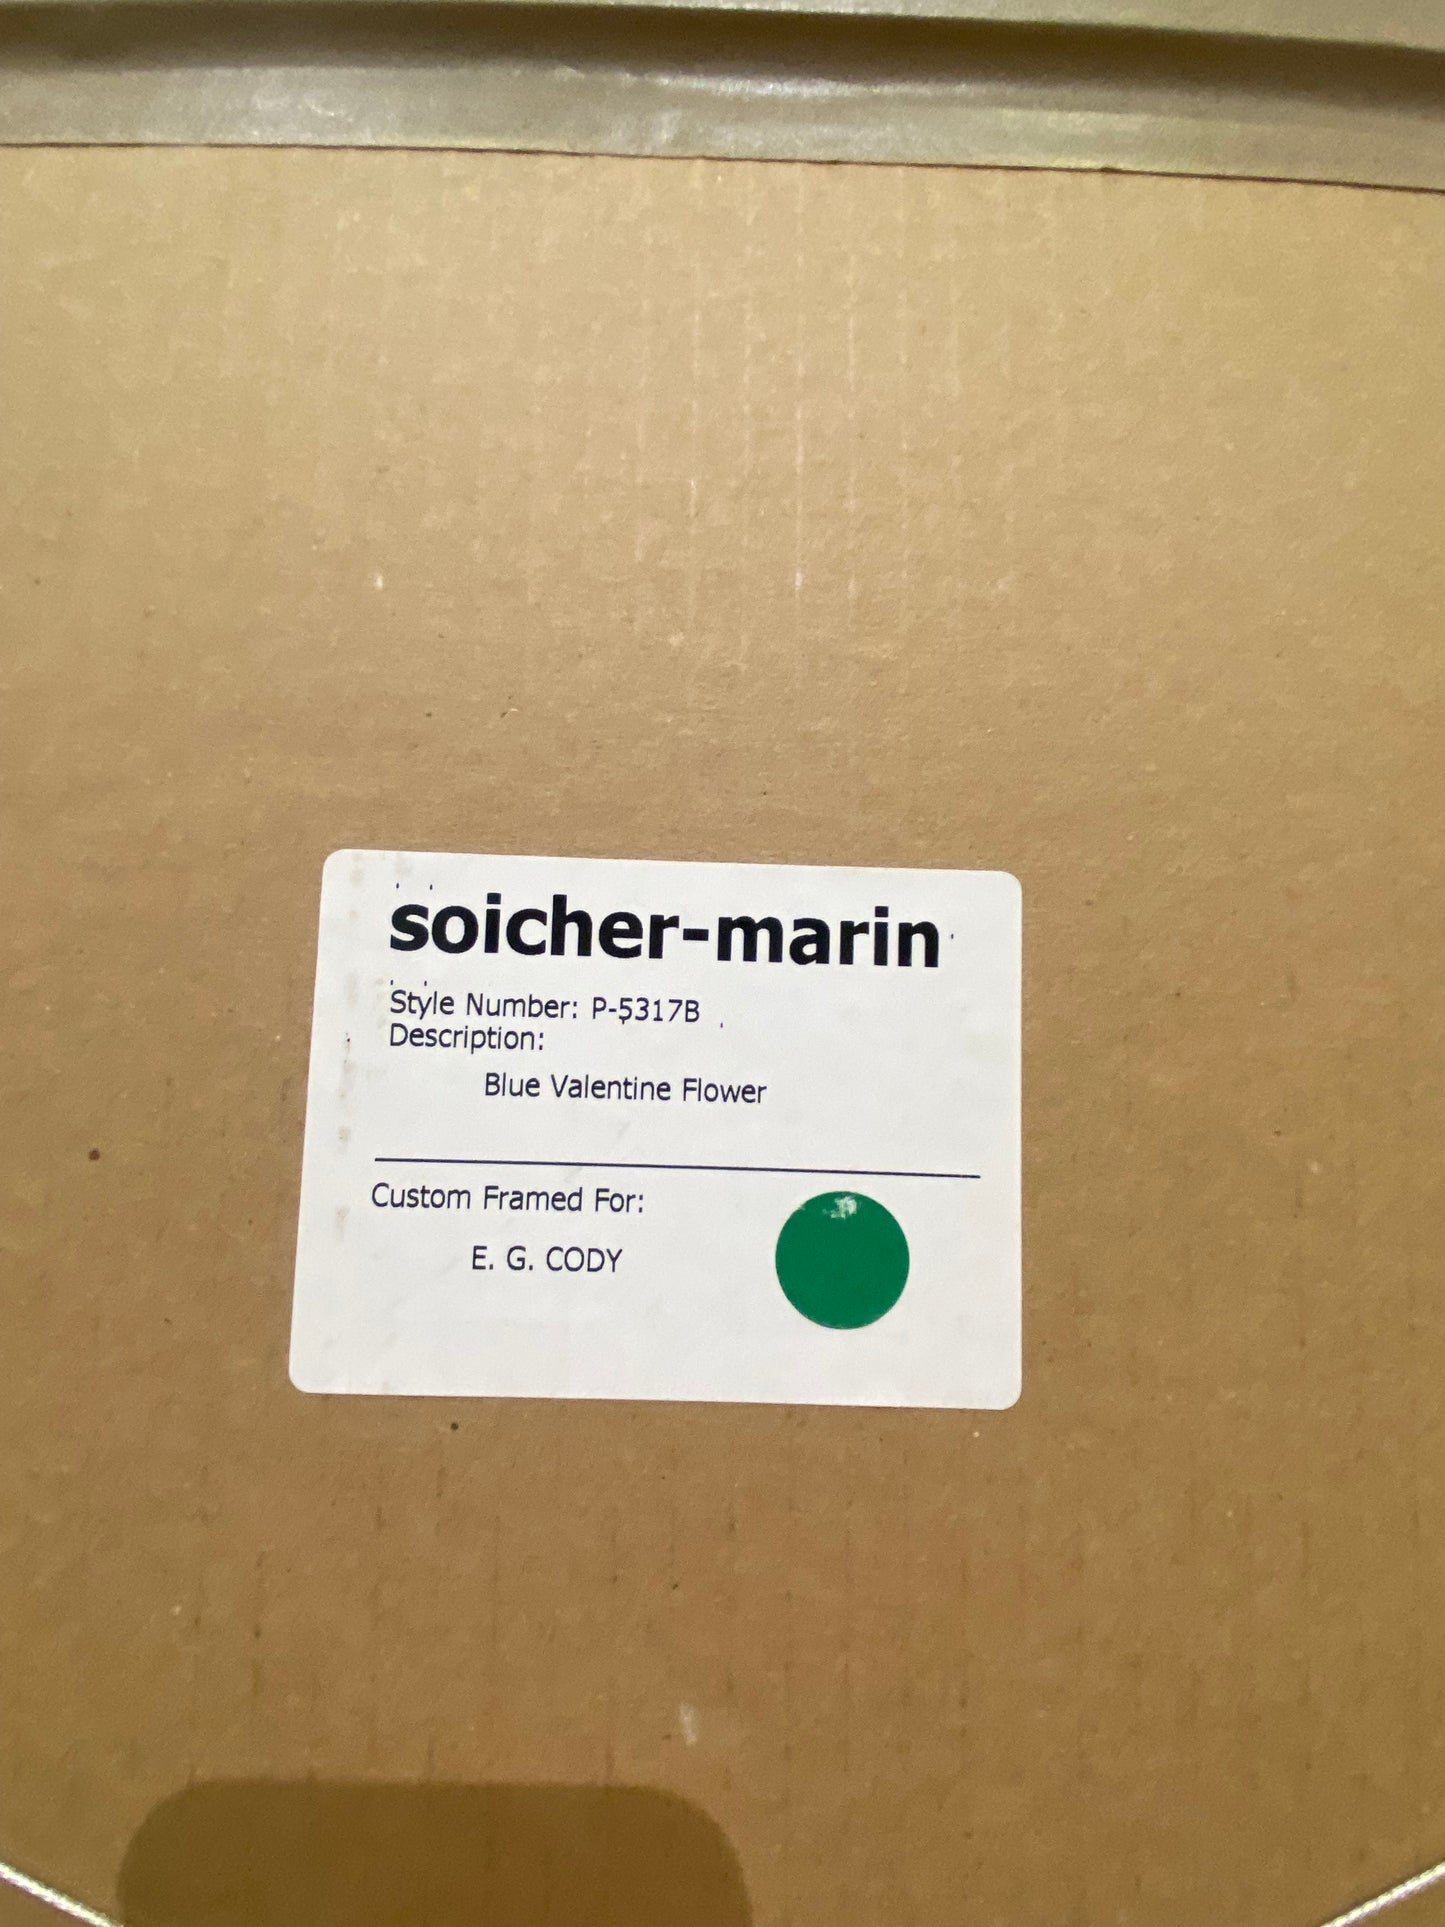 soicher-marin
Style Number: P-5317B
Description:
Blue Valentine Flower
Custom Framed For:
E. G. CODY